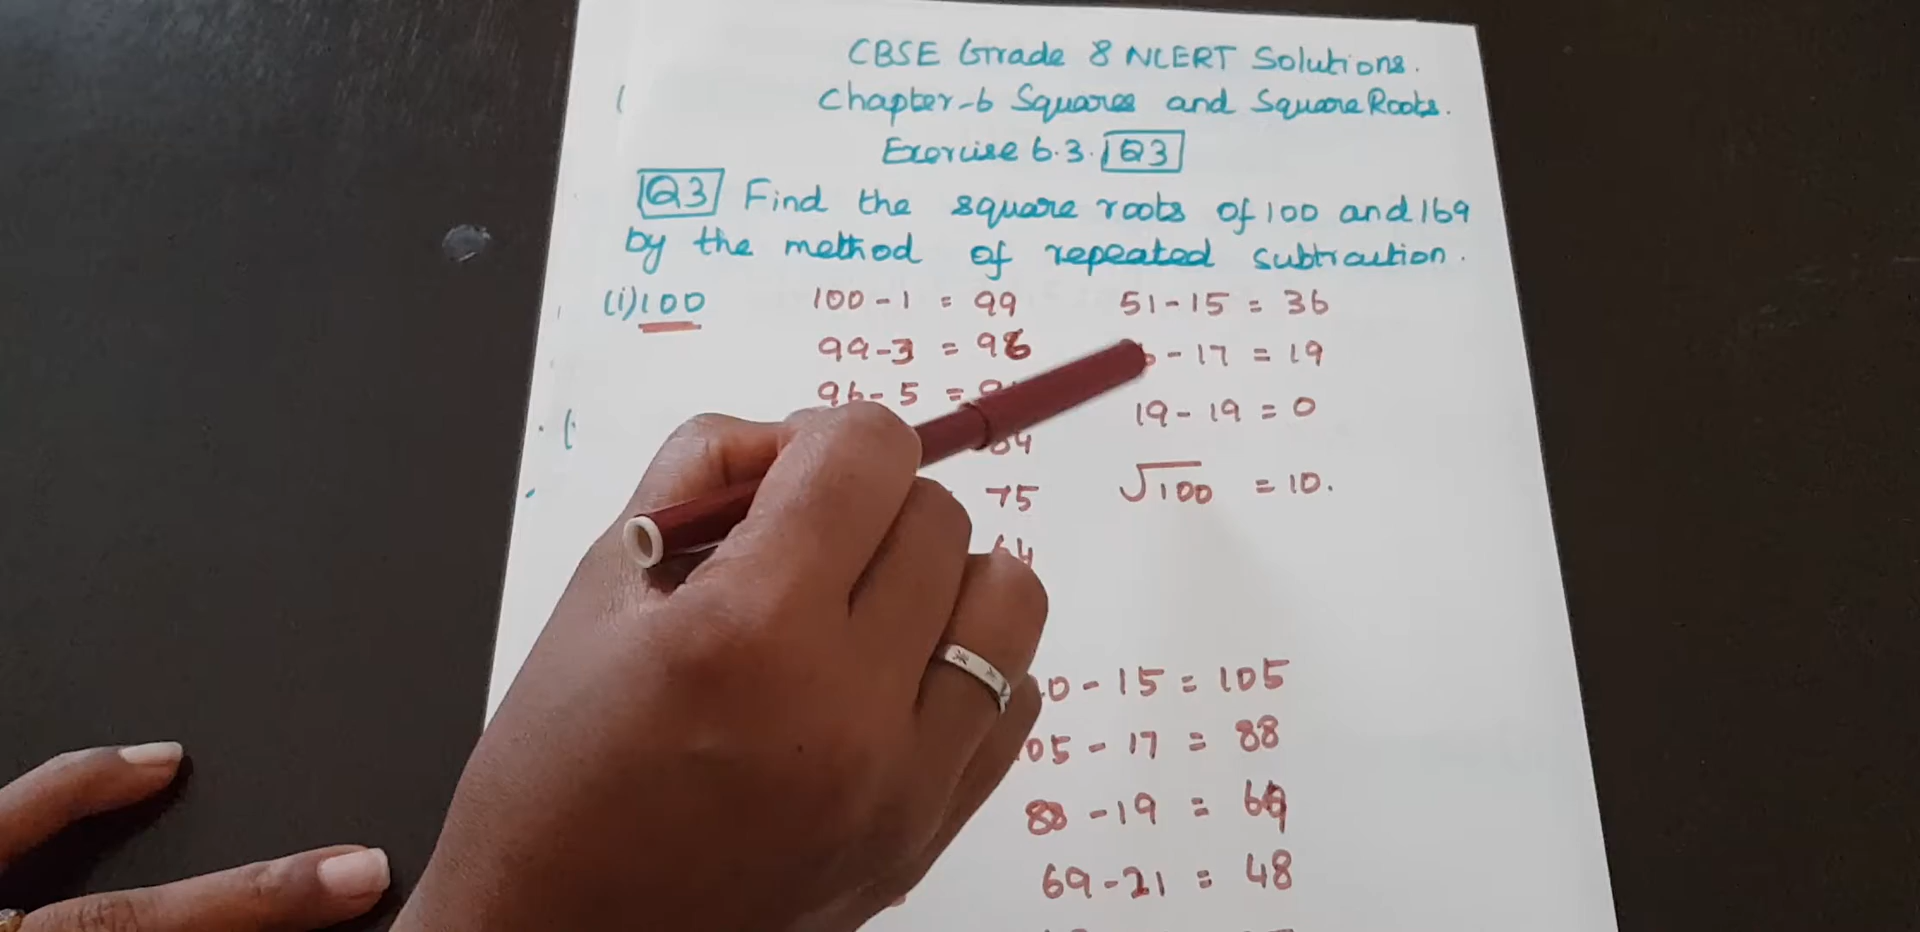 CBSE Grade 8 NCERT Solutions.
Chapter-6 Squares and Square Roots.
Exercise 6.3. Q3
Q3 Find the square roots of 100 and 169
by the method of repeated subtraction.
(i) 100
100 - 1 = 99
99 - 3 = 96
96 - 5 =
75
51 - 15 = 36
- 17 = 19
19 - 19 = 0
√100 = 10.
- 15 = 105
05 - 17 = 88
88 - 19 = 69
69 - 21 = 48